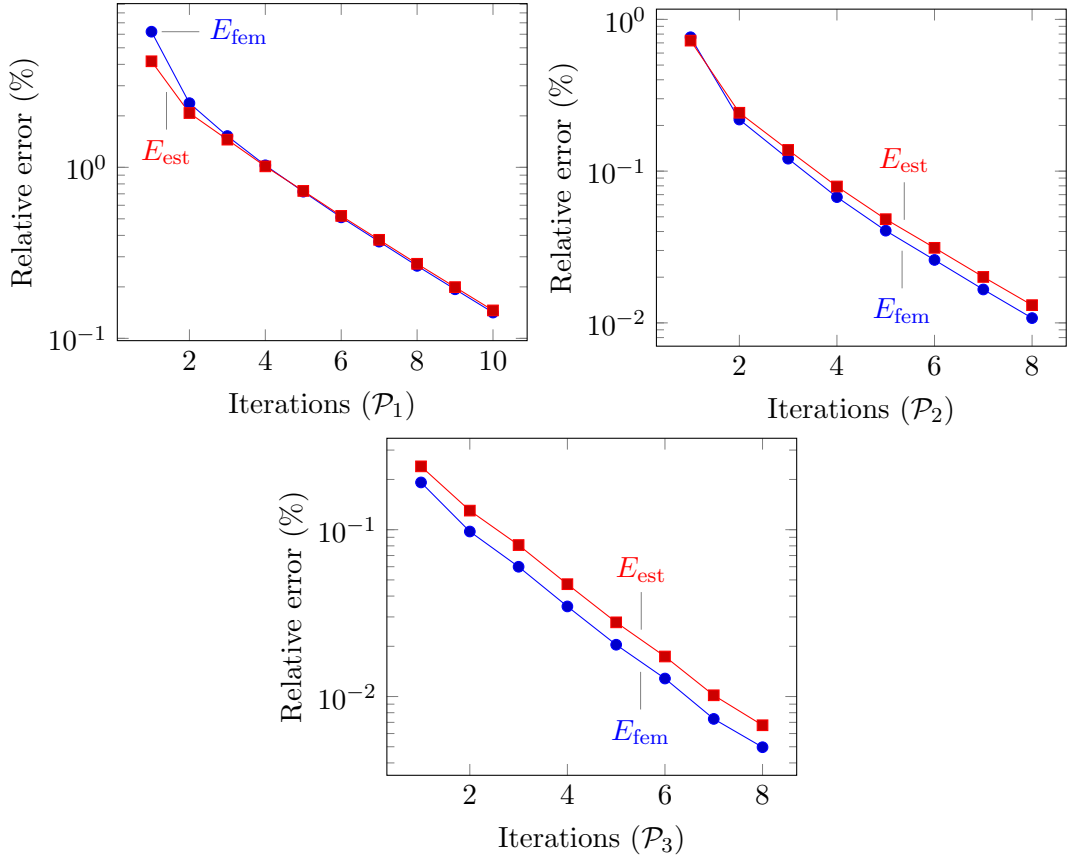 Relative error (%)
10^0
10^{-1}
E_fem
E_est
2 4 6 8 10
Iterations (𝒫_1)
Relative error (%)
10^0
10^{-1}
10^{-2}
E_est
E_fem
2 4 6 8
Iterations (𝒫_2)
Relative error (%)
10^{-1}
10^{-2}
E_est
E_fem
2 4 6 8
Iterations (𝒫_3)